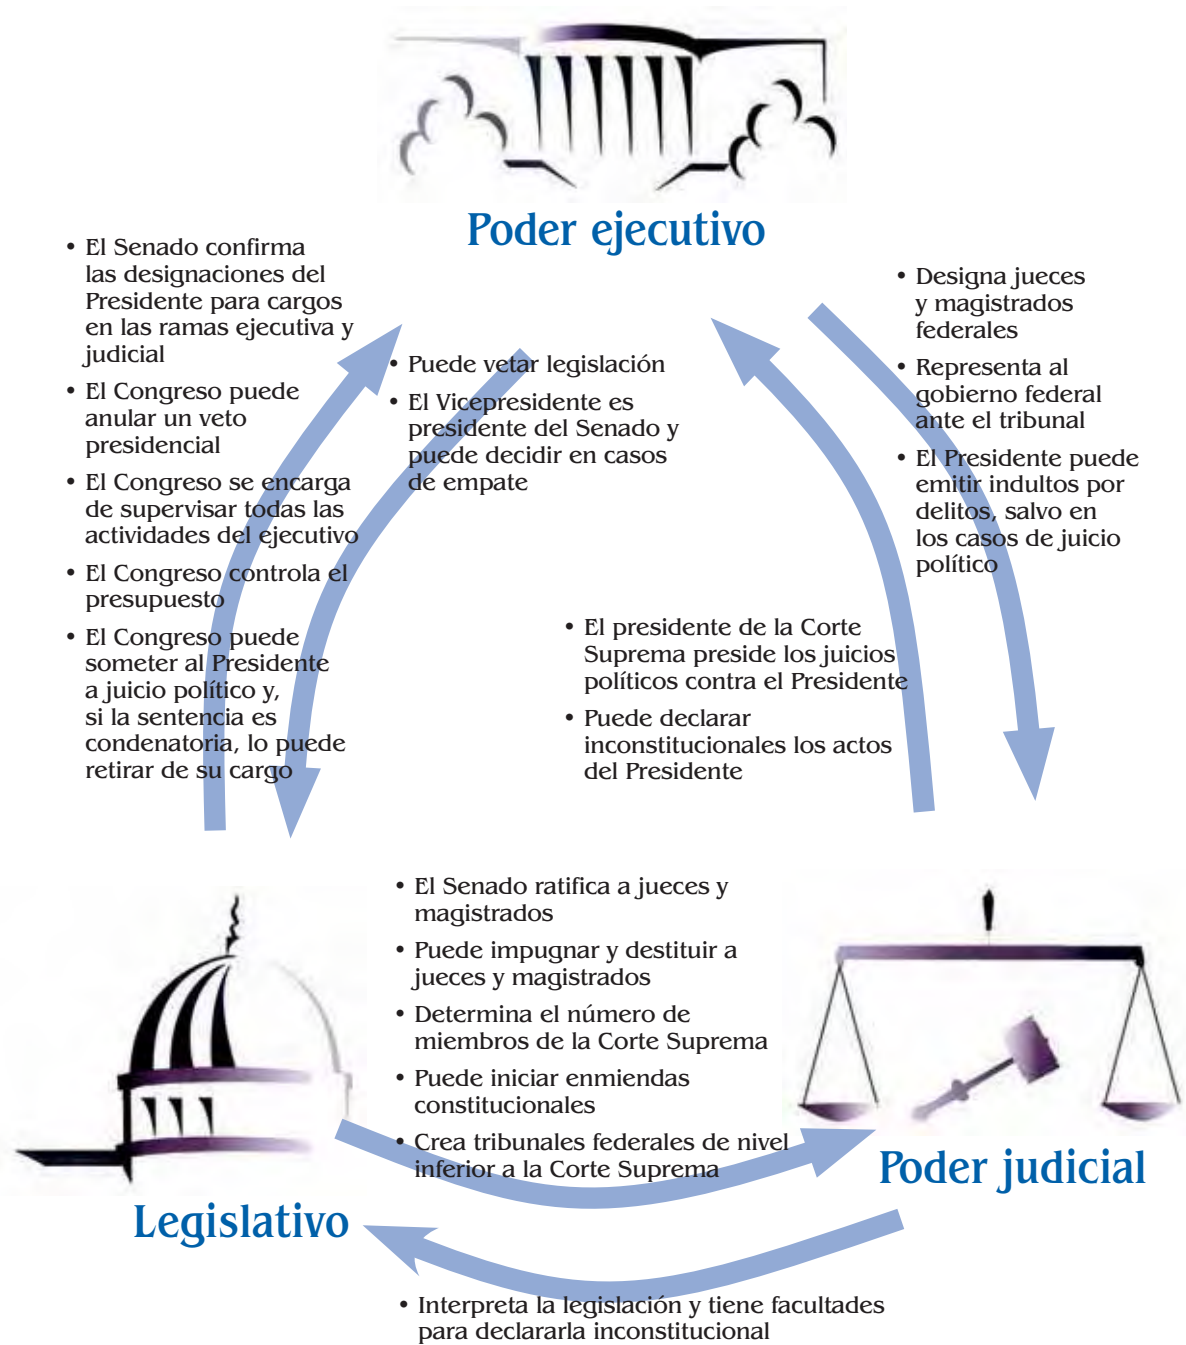 Poder ejecutivo
• El Senado confirma
las designaciones del
Presidente para cargos
en las ramas ejecutiva y
judicial
• El Congreso puede
anular un veto
presidencial
• El Congreso se encarga
de supervisar todas las
actividades del ejecutivo
• El Congreso controla el
presupuesto
• El Congreso puede
someter al Presidente
a juicio político y,
si la sentencia es
condenatoria, lo puede
retirar de su cargo
• Puede vetar legislación
• El Vicepresidente es
presidente del Senado y
puede decidir en casos
de empate
• Designa jueces
y magistrados
federales
• Representa al
gobierno federal
ante el tribunal
• El Presidente puede
emitir indultos por
delitos, salvo en
los casos de juicio
político
• El presidente de la Corte
Suprema preside los juicios
políticos contra el Presidente
• Puede declarar
inconstitucionales los actos
del Presidente
• El Senado ratifica a jueces y
magistrados
• Puede impugnar y destituir a
jueces y magistrados
• Determina el número de
miembros de la Corte Suprema
• Puede iniciar enmiendas
constitucionales
• Crea tribunales federales de nivel
inferior a la Corte Suprema
Poder judicial
Legislativo
• Interpreta la legislación y tiene facultades
para declararla inconstitucional